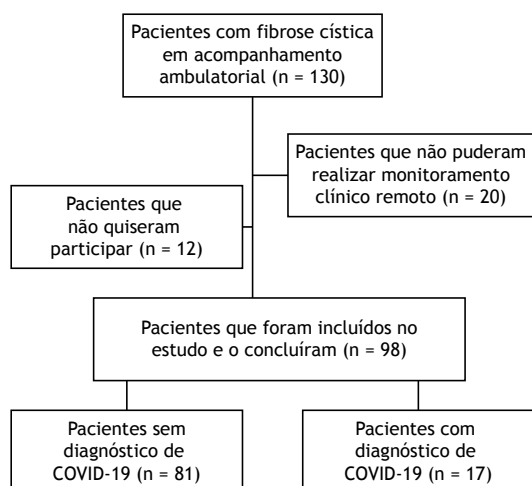 Pacientes com fibrose cística
em acompanhamento
ambulatorial (n = 130)
Pacientes que não puderam
realizar monitoramento
clínico remoto (n = 20)
Pacientes que
não quiseram
participar (n = 12)
Pacientes que foram incluídos no
estudo e o concluíram (n = 98)
Pacientes sem
diagnóstico de
COVID-19 (n = 81)
Pacientes com
diagnóstico de
COVID-19 (n = 17)